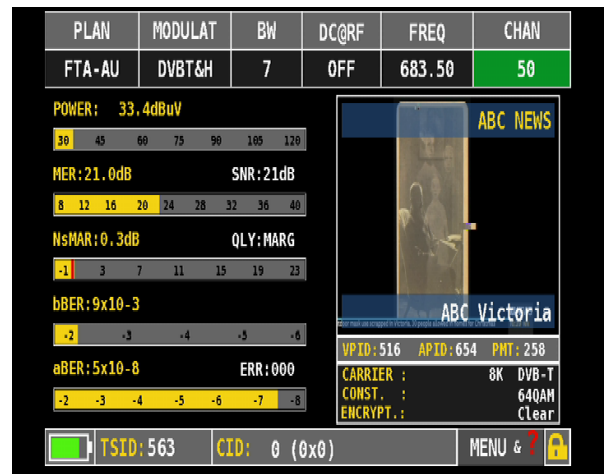 PLAN MODULAT BW DC@RF FREQ CHAN
FTA-AU DVBT&H 7 OFF 683.50 50
POWER: 33.4dBuV
30 45 60 75 90 105 120
MER:21.0dB SNR:21dB
8 12 16 20 24 28 32 36 40
NsMAR:0.3dB QLY:MARG
-1 3 7 11 15 19 23
bBER:9x10-3
-2 -3 -4 -5 -6
aBER:5x10-8 ERR:000
-2 -3 -4 -5 -6 -7 -8
ABC NEWS
ABC Victoria
VPID:516 APID:654 PMT:258
CARRIER : 8K DVB-T
CONST. : 64QAM
ENCRYPT.: Clear
TSID:563 CID: 0 (0x0) MENU & ?